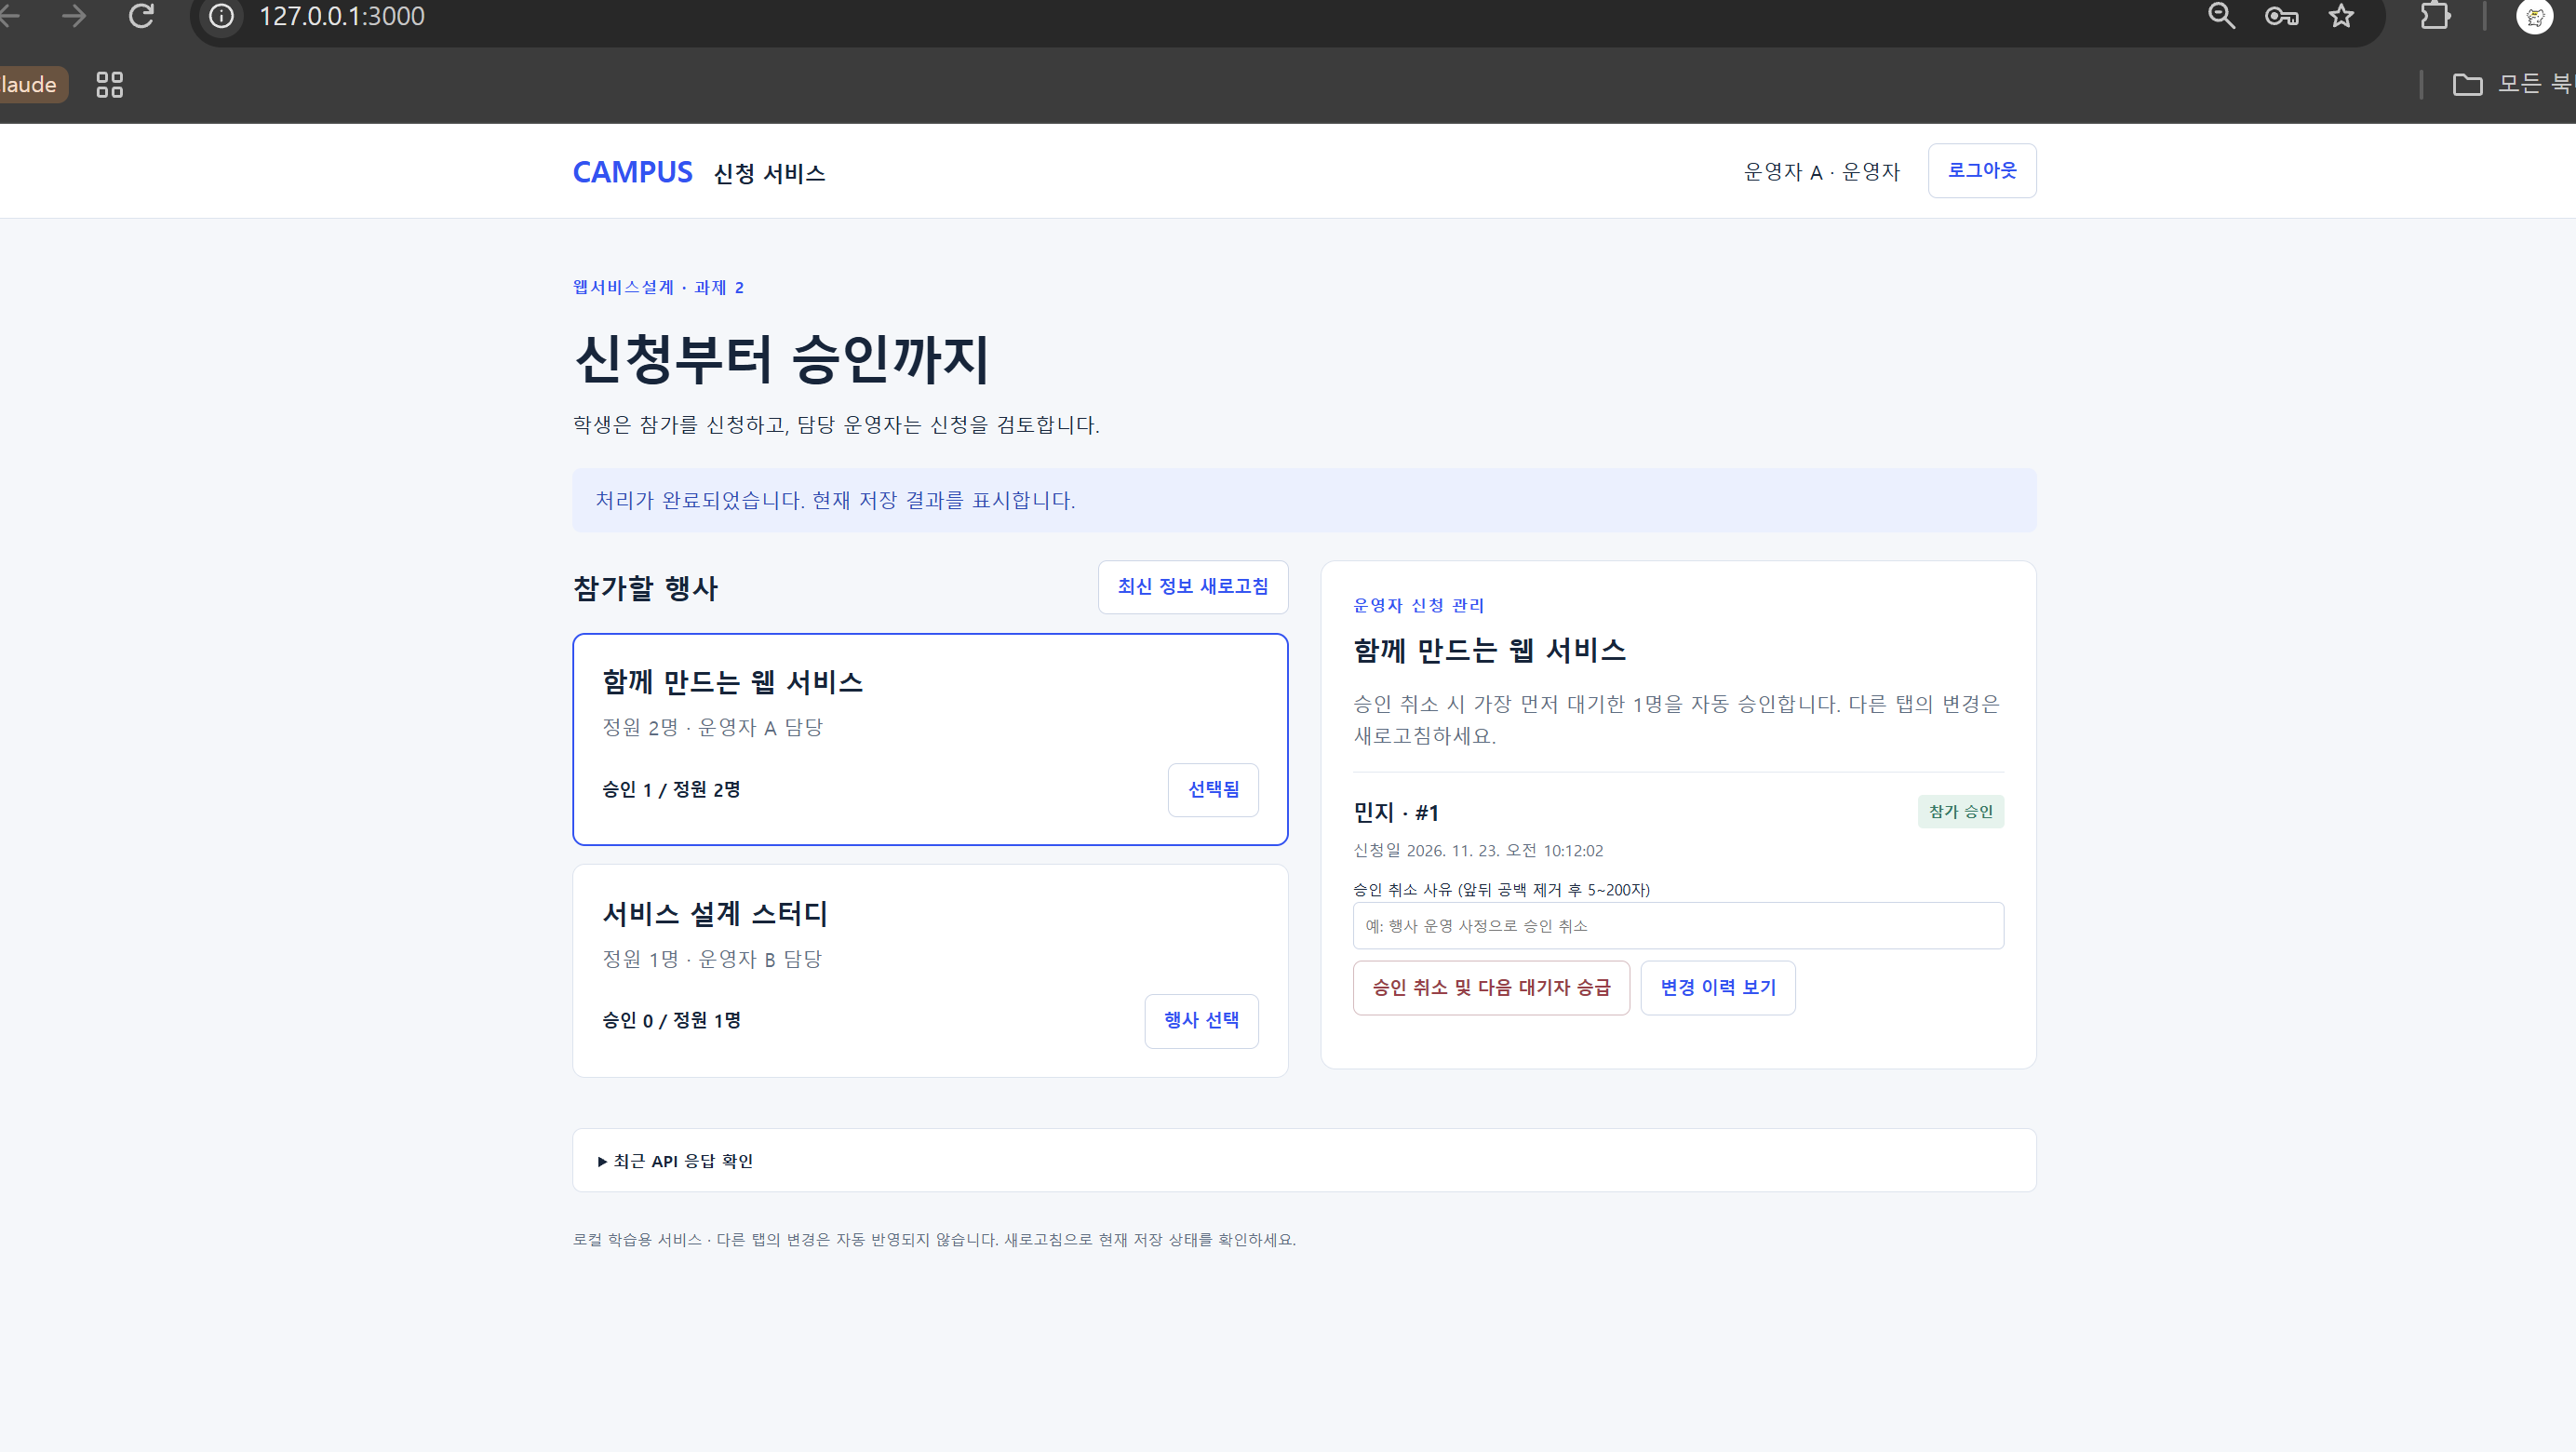 127.0.0.1:3000
laude
모든 북
CAMPUS 신청 서비스
운영자 A · 운영자
로그아웃
웹서비스설계 · 과제 2
신청부터 승인까지
학생은 참가를 신청하고, 담당 운영자는 신청을 검토합니다.
처리가 완료되었습니다. 현재 저장 결과를 표시합니다.
참가할 행사
최신 정보 새로고침
함께 만드는 웹 서비스
정원 2명 · 운영자 A 담당
승인 1 / 정원 2명
선택됨
서비스 설계 스터디
정원 1명 · 운영자 B 담당
승인 0 / 정원 1명
행사 선택
운영자 신청 관리
함께 만드는 웹 서비스
승인 취소 시 가장 먼저 대기한 1명을 자동 승인합니다. 다른 탭의 변경은
새로고침하세요.
민지 · #1
참가 승인
신청일 2026. 11. 23. 오전 10:12:02
승인 취소 사유 (앞뒤 공백 제거 후 5~200자)
예: 행사 운영 사정으로 승인 취소
승인 취소 및 다음 대기자 승급
변경 이력 보기
▶ 최근 API 응답 확인
로컬 학습용 서비스 · 다른 탭의 변경은 자동 반영되지 않습니다. 새로고침으로 현재 저장 상태를 확인하세요.